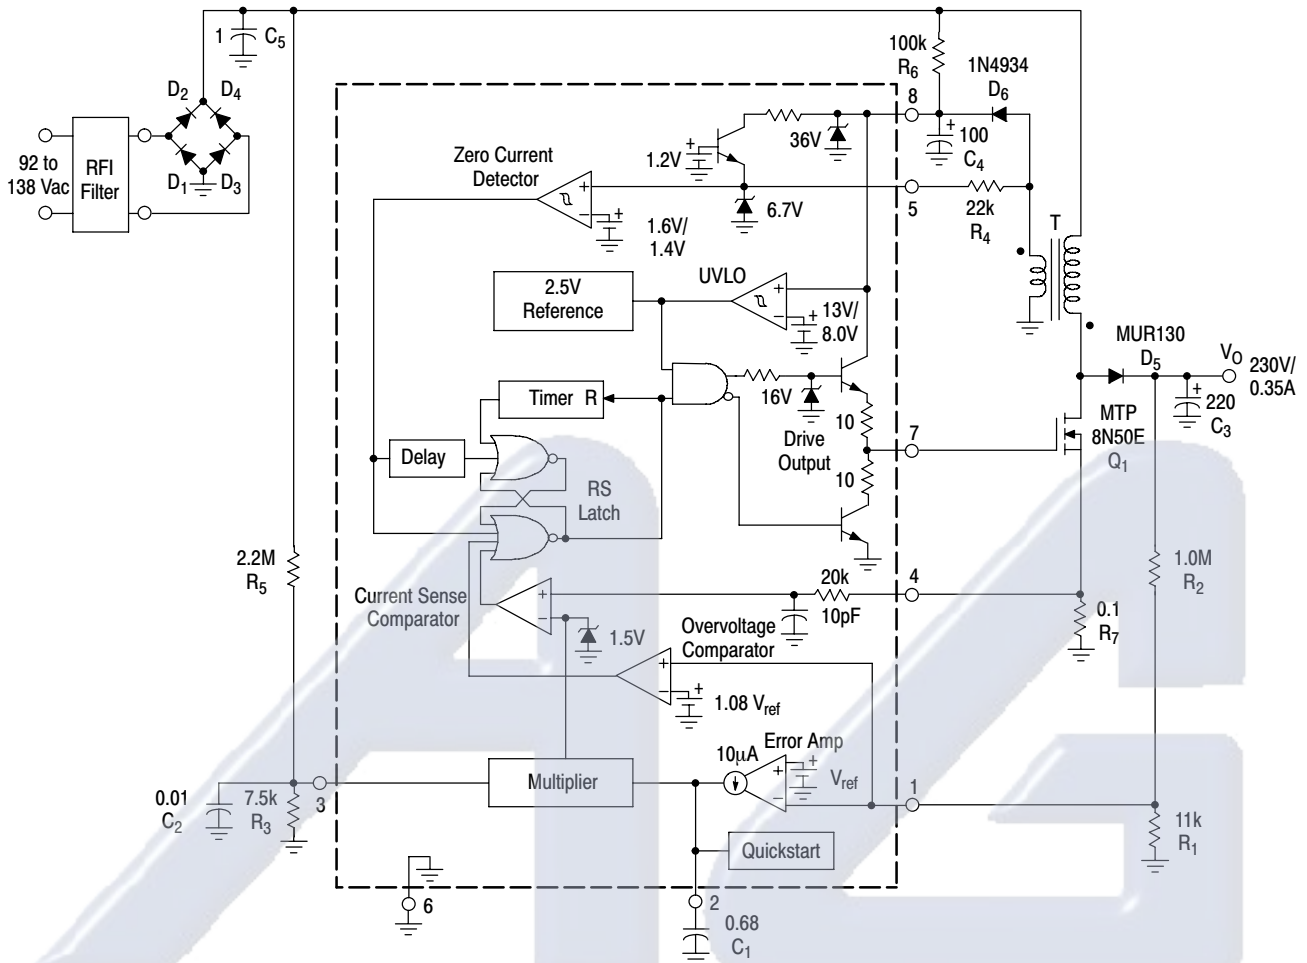 1
C5
100k
R6
1N4934
D6
8
D2
D4
92 to
138 Vac
RFI
Filter
D1
D3
+
100
C4
36V
1.2V
+
Zero Current
Detector
+
−
+
1.6V/
1.4V
6.7V
5
22k
R4
T
UVLO
2.5V
Reference
+
−
+
13V/
8.0V
MUR130
D5
VO
230V/
0.35A
+
220
C3
Timer R
16V
10
Drive
Output
10
7
MTP
8N50E
Q1
Delay
RS
Latch
2.2M
R5
1.0M
R2
20k
10pF
4
0.1
R7
Current Sense
Comparator
+
−
1.5V
Overvoltage
Comparator
+
−
+
1.08 Vref
10μA
Error Amp
+
−
+
Vref
1
Multiplier
3
0.01
C2
7.5k
R3
11k
R1
Quickstart
6
2
0.68
C1